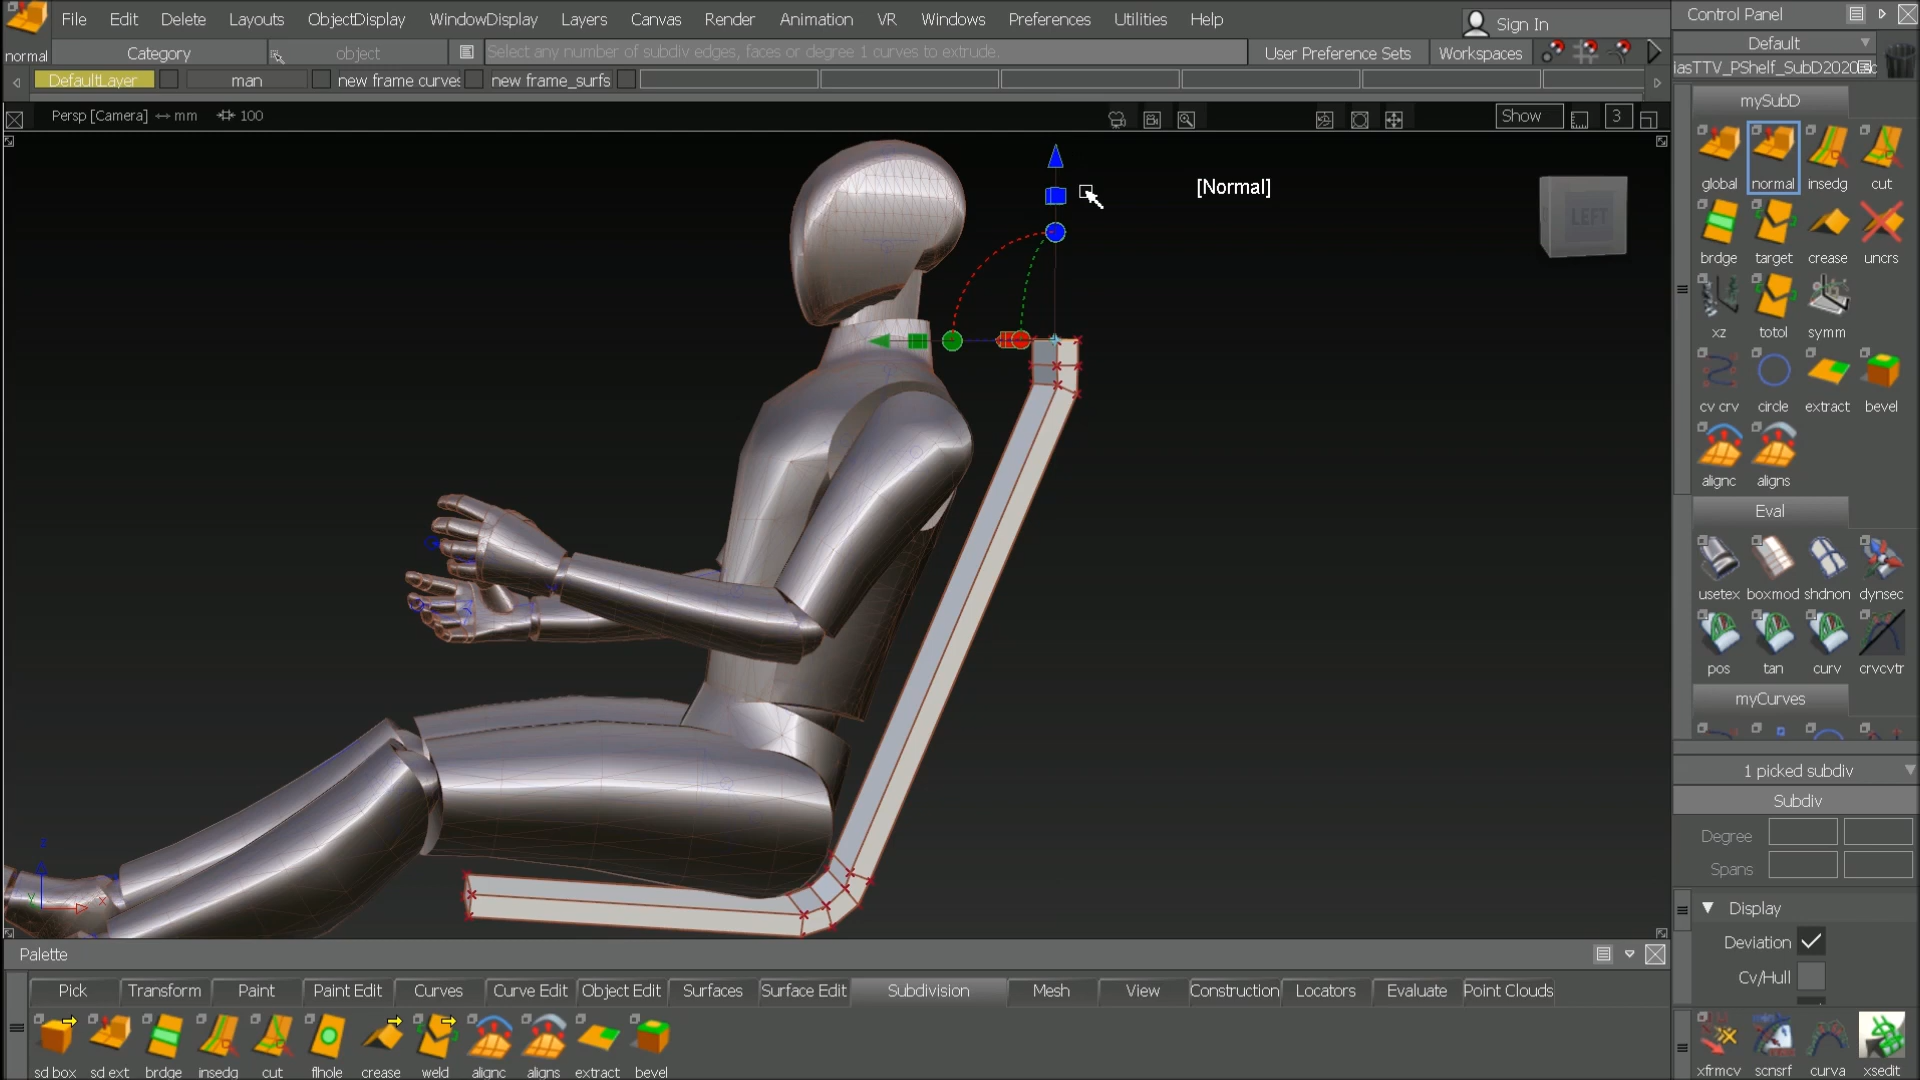 File Edit Delete Layouts ObjectDisplay WindowDisplay Layers Canvas Render Animation VR Windows Preferences Utilities Help
Sign In
Control Panel
normal Category object Select any number of subdiv edges, faces or degree 1 curves to extrude. User Preference Sets Workspaces
Default
iasTTV_PShelf_SubD2020
DefaultLayer man new frame curves new frame_surfs
Persp [Camera] mm 100
Show 3
mySubD
[Normal]
LEFT
global normal insedg cut
brdge target crease uncrs
xz totol symm
cv crv circle extract bevel
alignc aligns
Eval
usetex boxmod shdnon dynsec
pos tan curv crvcvtr
myCurves
1 picked subdiv
Subdiv
Degree
Spans
Display
Deviation
Cv/Hull
z
y
x
Palette
Pick Transform Paint Paint Edit Curves Curve Edit Object Edit Surfaces Surface Edit Subdivision Mesh View Construction Locators Evaluate Point Clouds
sd box sd ext brdge insedg cut flhole crease weld alignc aligns extract bevel
xfrmcv scnsrf curva xsedit